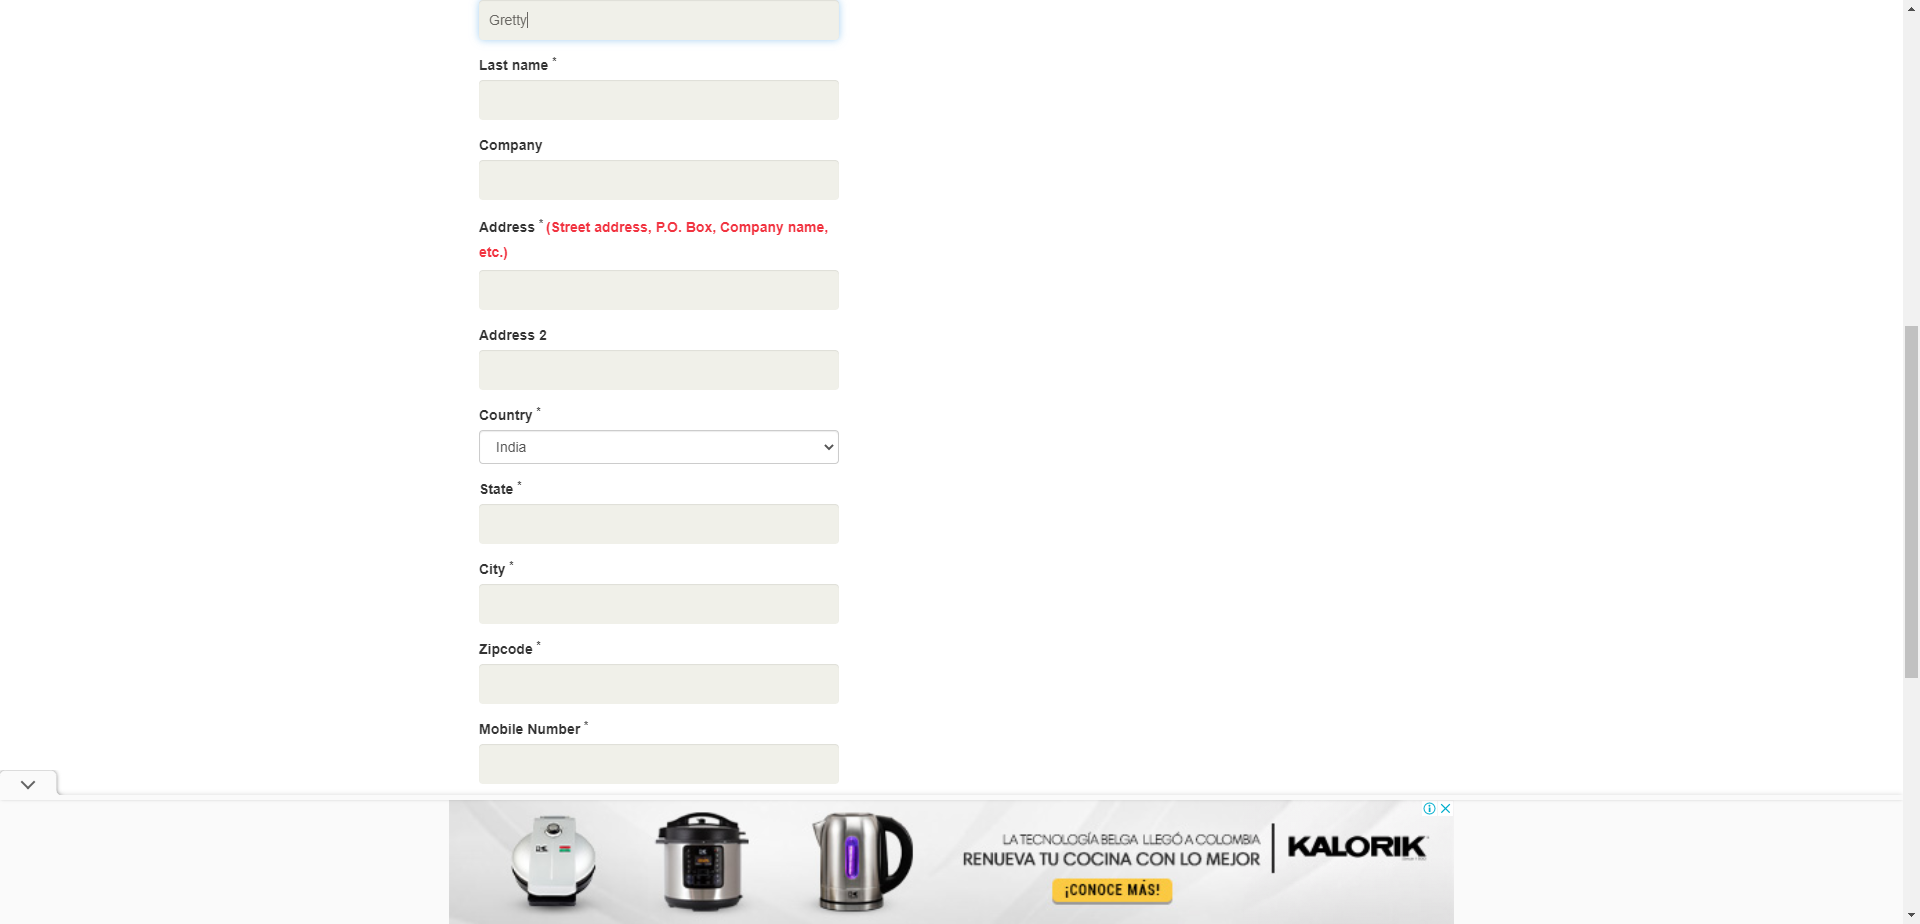 Gretty
Last name *
Company
Address * (Street address, P.O. Box, Company name,
etc.)
Address 2
Country *
India
State *
City *
Zipcode *
Mobile Number *
LA TECNOLOGÍA BELGA LLEGÓ A COLOMBIA
RENUEVA TU COCINA CON LO MEJOR
KALORIK
¡CONOCE MÁS!